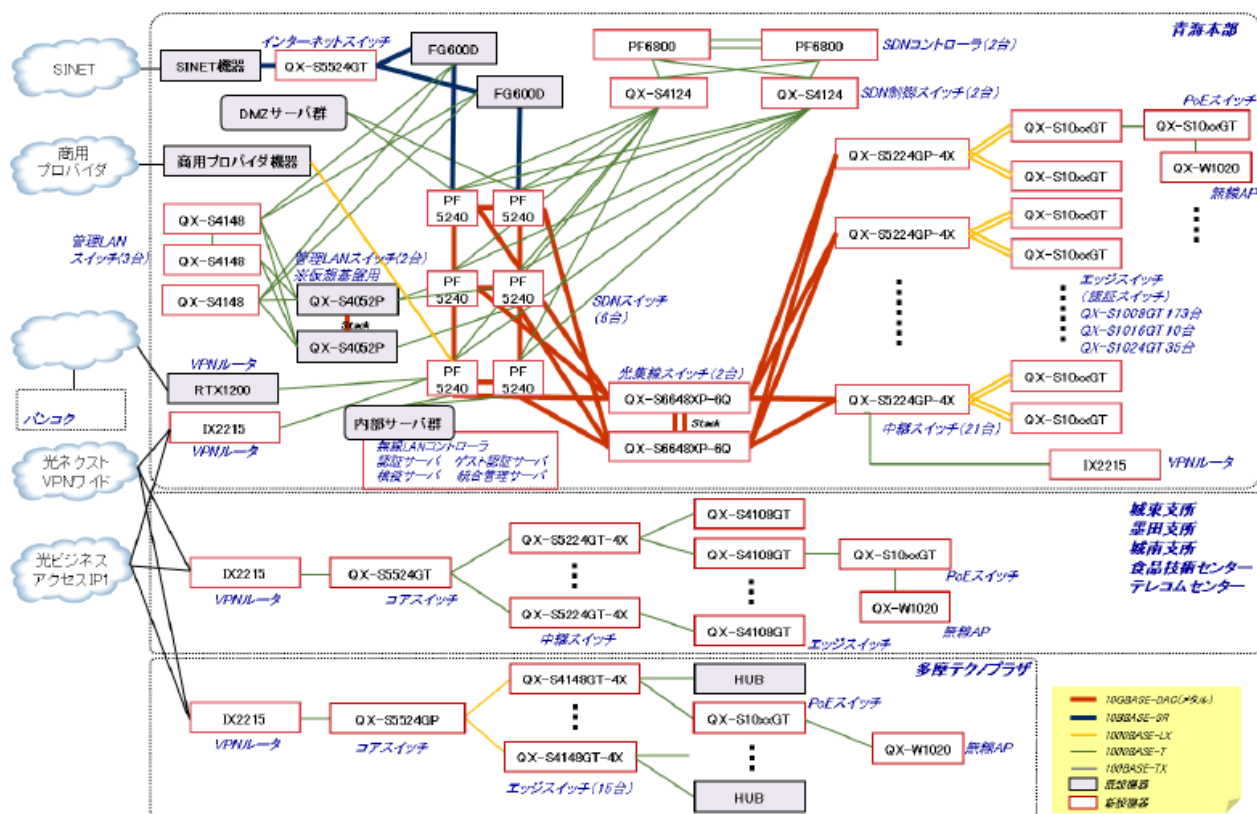 青海本部
SINET
SINET機器
インターネットスイッチ
QX-S5524GT
FG600D
FG600D
PF6800
PF6800
SDNコントローラ(2台)
QX-S4124
QX-S4124
SDN制御スイッチ(2台)
DMZサーバ群
商用
プロバイダ
商用プロバイダ機器
QX-S5224GP-4X
QX-S10xxGT
QX-S10xxGT
PoEスイッチ
QX-S10xxGT
QX-W1020
無線AP
QX-S5224GP-4X
QX-S10xxGT
QX-S10xxGT
管理LAN
スイッチ(3台)
QX-S4148
QX-S4148
QX-S4148
管理LANスイッチ(2台)
※仮想基盤用
QX-S4052P
Stack
QX-S4052P
PF
5240
PF
5240
PF
5240
PF
5240
PF
5240
PF
5240
SDNスイッチ
(6台)
エッジスイッチ
(認証スイッチ)
QX-S1008GT173台
QX-S1016GT10台
QX-S1024GT35台
バンコク
VPNルータ
RTX1200
IX2215
VPNルータ
内部サーバ群
無線LANコントローラ
認証サーバ ゲスト認証サーバ
検疫サーバ 統合管理サーバ
光集線スイッチ(2台)
QX-S6648XP-6Q
Stack
QX-S6648XP-6Q
QX-S5224GP-4X
中継スイッチ(21台)
QX-S10xxGT
QX-S10xxGT
IX2215
VPNルータ
光ネクスト
VPNワイド
光ビジネス
アクセスIP1
城東支所
墨田支所
城南支所
食品技術センター
テレコムセンター
IX2215
VPNルータ
QX-S5524GT
コアスイッチ
QX-S5224GT-4X
QX-S5224GT-4X
中継スイッチ
QX-S4108GT
QX-S4108GT
QX-S4108GT
エッジスイッチ
QX-S10xxGT
PoEスイッチ
QX-W1020
無線AP
多摩テクノプラザ
IX2215
VPNルータ
QX-S5524GP
コアスイッチ
QX-S4148GT-4X
QX-S4148GT-4X
エッジスイッチ(15台)
HUB
PoEスイッチ
QX-S10xxGT
HUB
QX-W1020
無線AP
10GBASE-DAC(メタル)
10GBASE-SR
1000BASE-LX
1000BASE-T
100BASE-TX
既設機器
新設機器